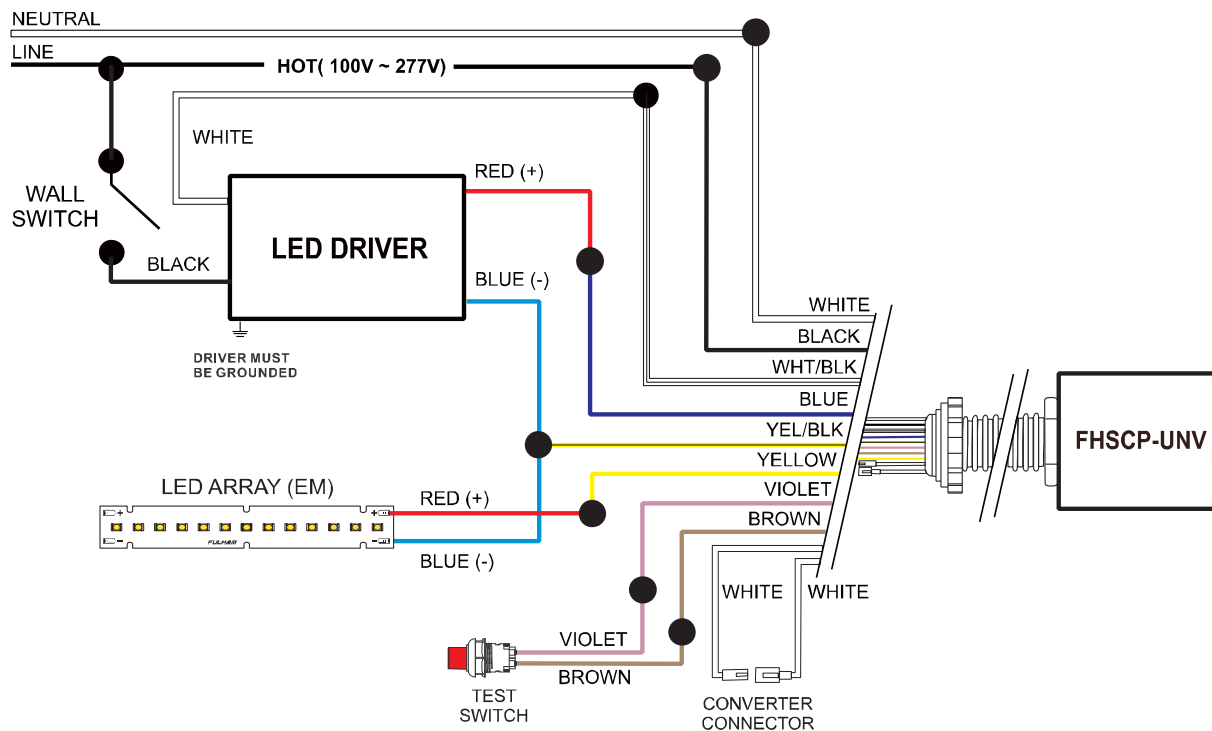 NEUTRAL
LINE
HOT( 100V ~ 277V)
WHITE
RED (+)
WALL
SWITCH
LED DRIVER
BLACK
BLUE (-)
DRIVER MUST
BE GROUNDED
WHITE
BLACK
WHT/BLK
BLUE
YEL/BLK
YELLOW
VIOLET
BROWN
FHSCP-UNV
LED ARRAY (EM)
RED (+)
FULHAM
BLUE (-)
WHITE
WHITE
VIOLET
BROWN
TEST
SWITCH
CONVERTER
CONNECTOR